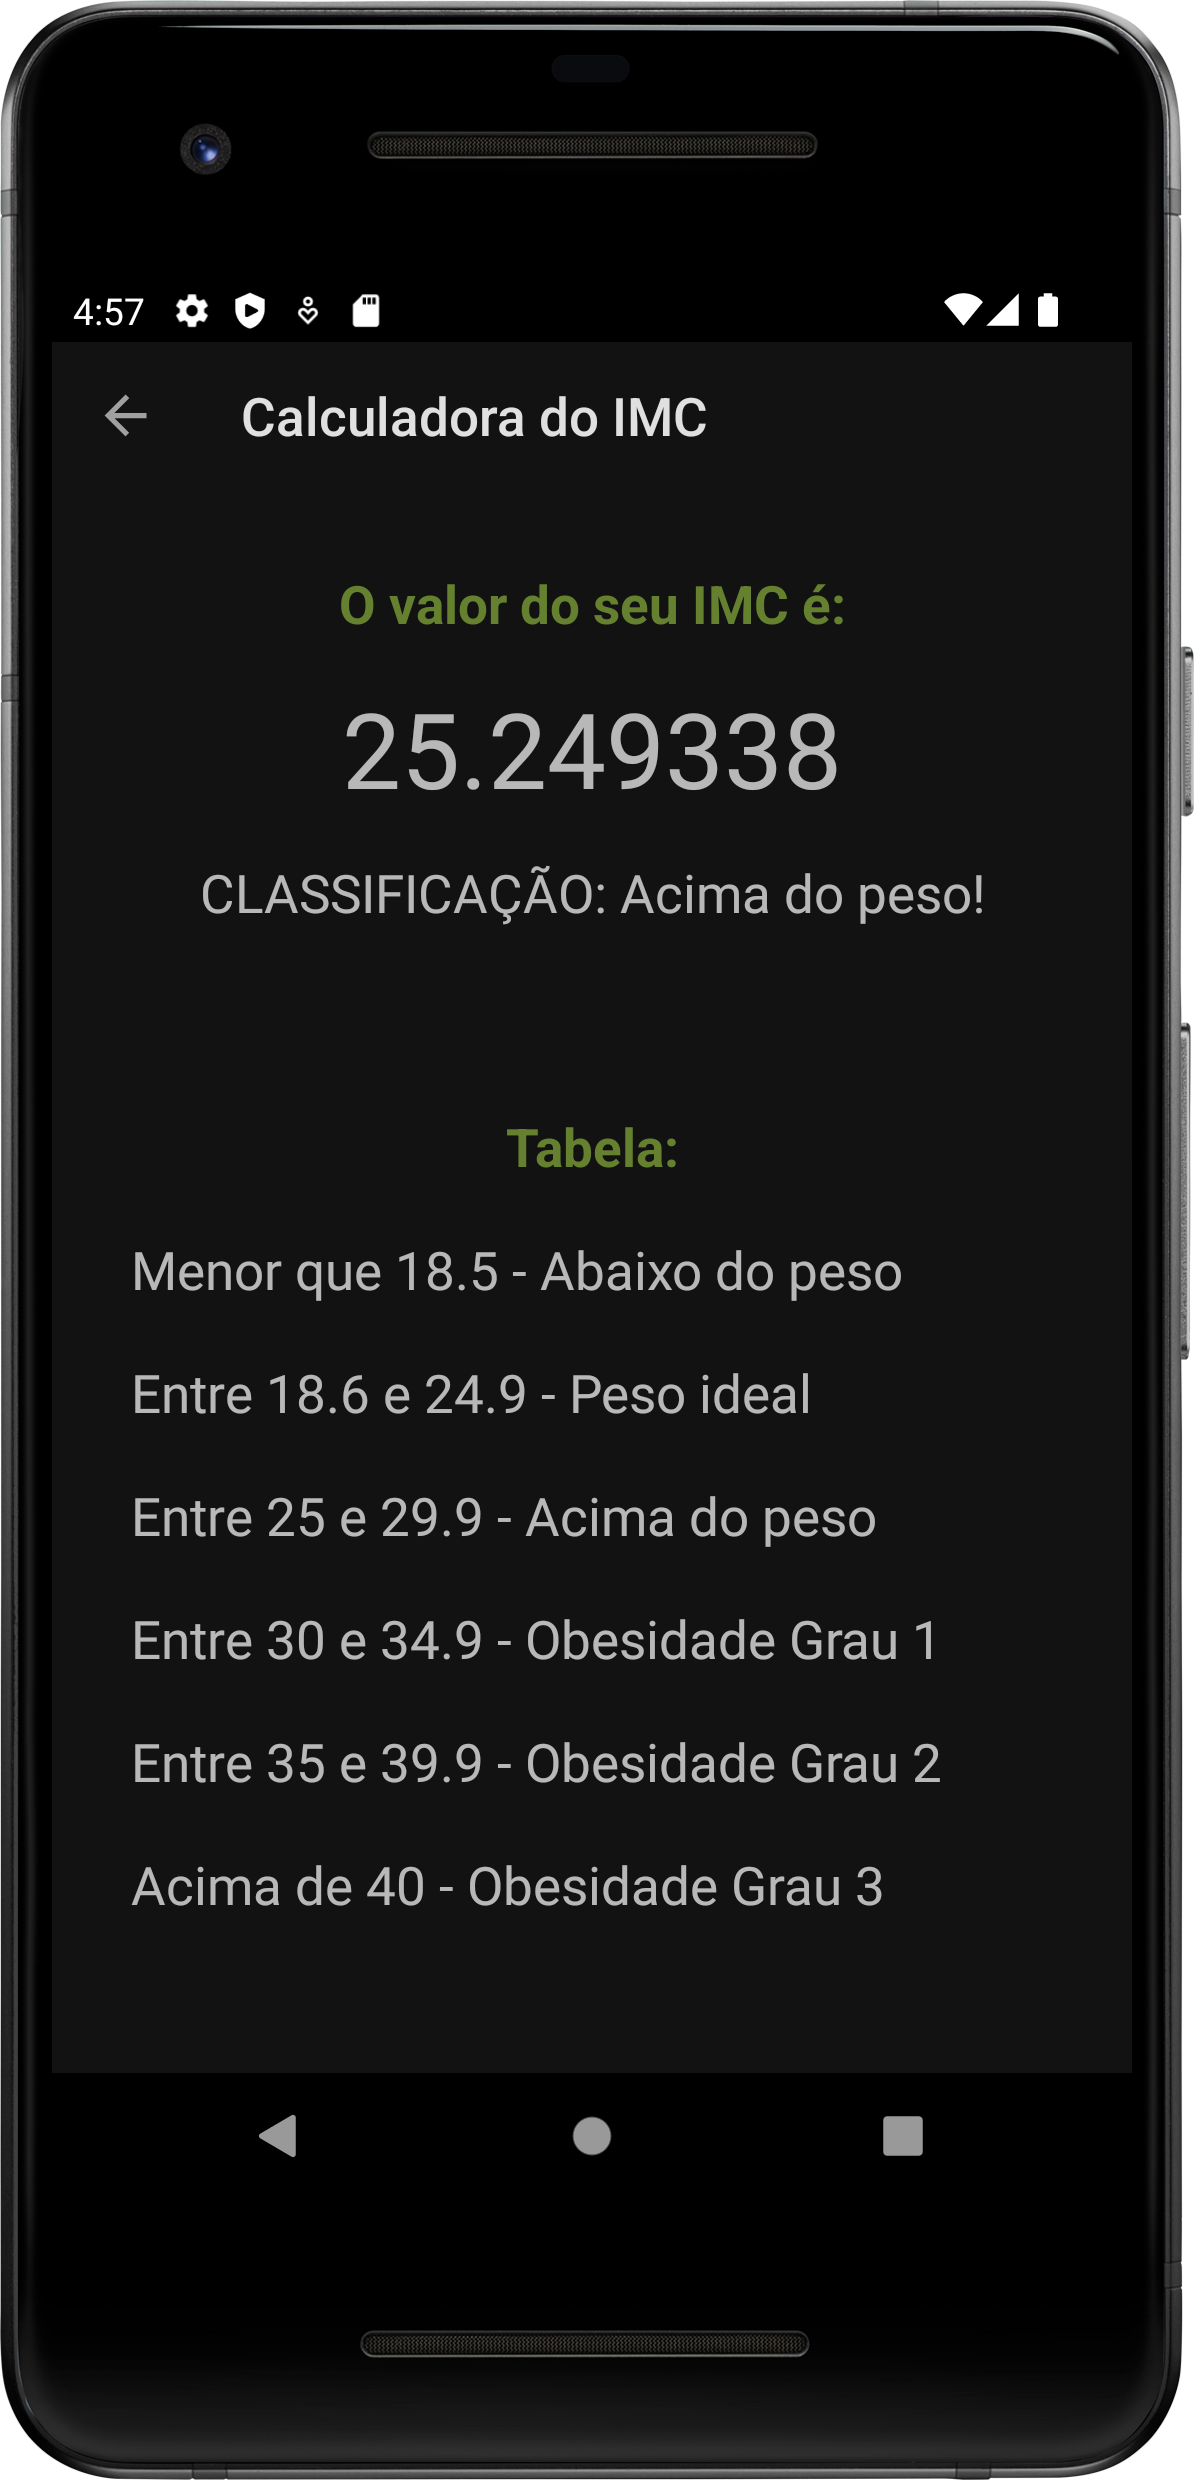 4:57
Calculadora do IMC
O valor do seu IMC é:
25.249338
CLASSIFICAÇÃO: Acima do peso!
Tabela:
Menor que 18.5 - Abaixo do peso
Entre 18.6 e 24.9 - Peso ideal
Entre 25 e 29.9 - Acima do peso
Entre 30 e 34.9 - Obesidade Grau 1
Entre 35 e 39.9 - Obesidade Grau 2
Acima de 40 - Obesidade Grau 3